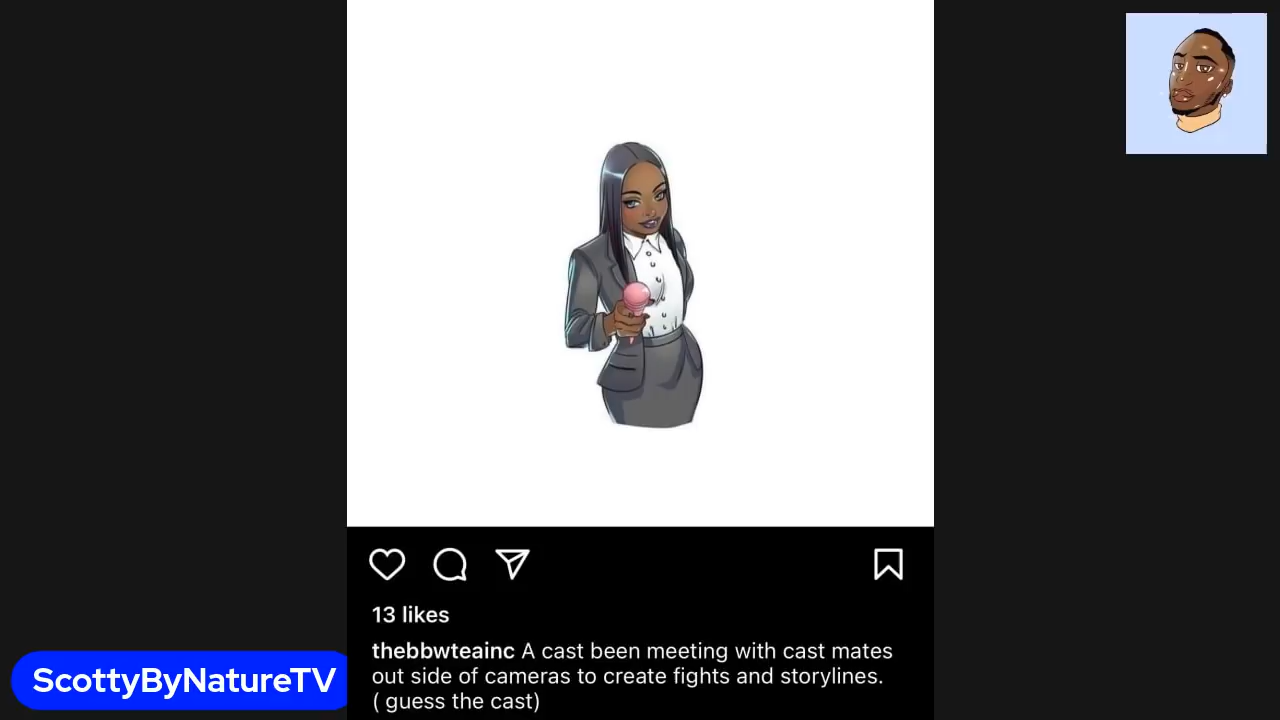 13 likes
thebbwteainc A cast been meeting with cast mates
out side of cameras to create fights and storylines.
( guess the cast)
ScottyByNatureTV